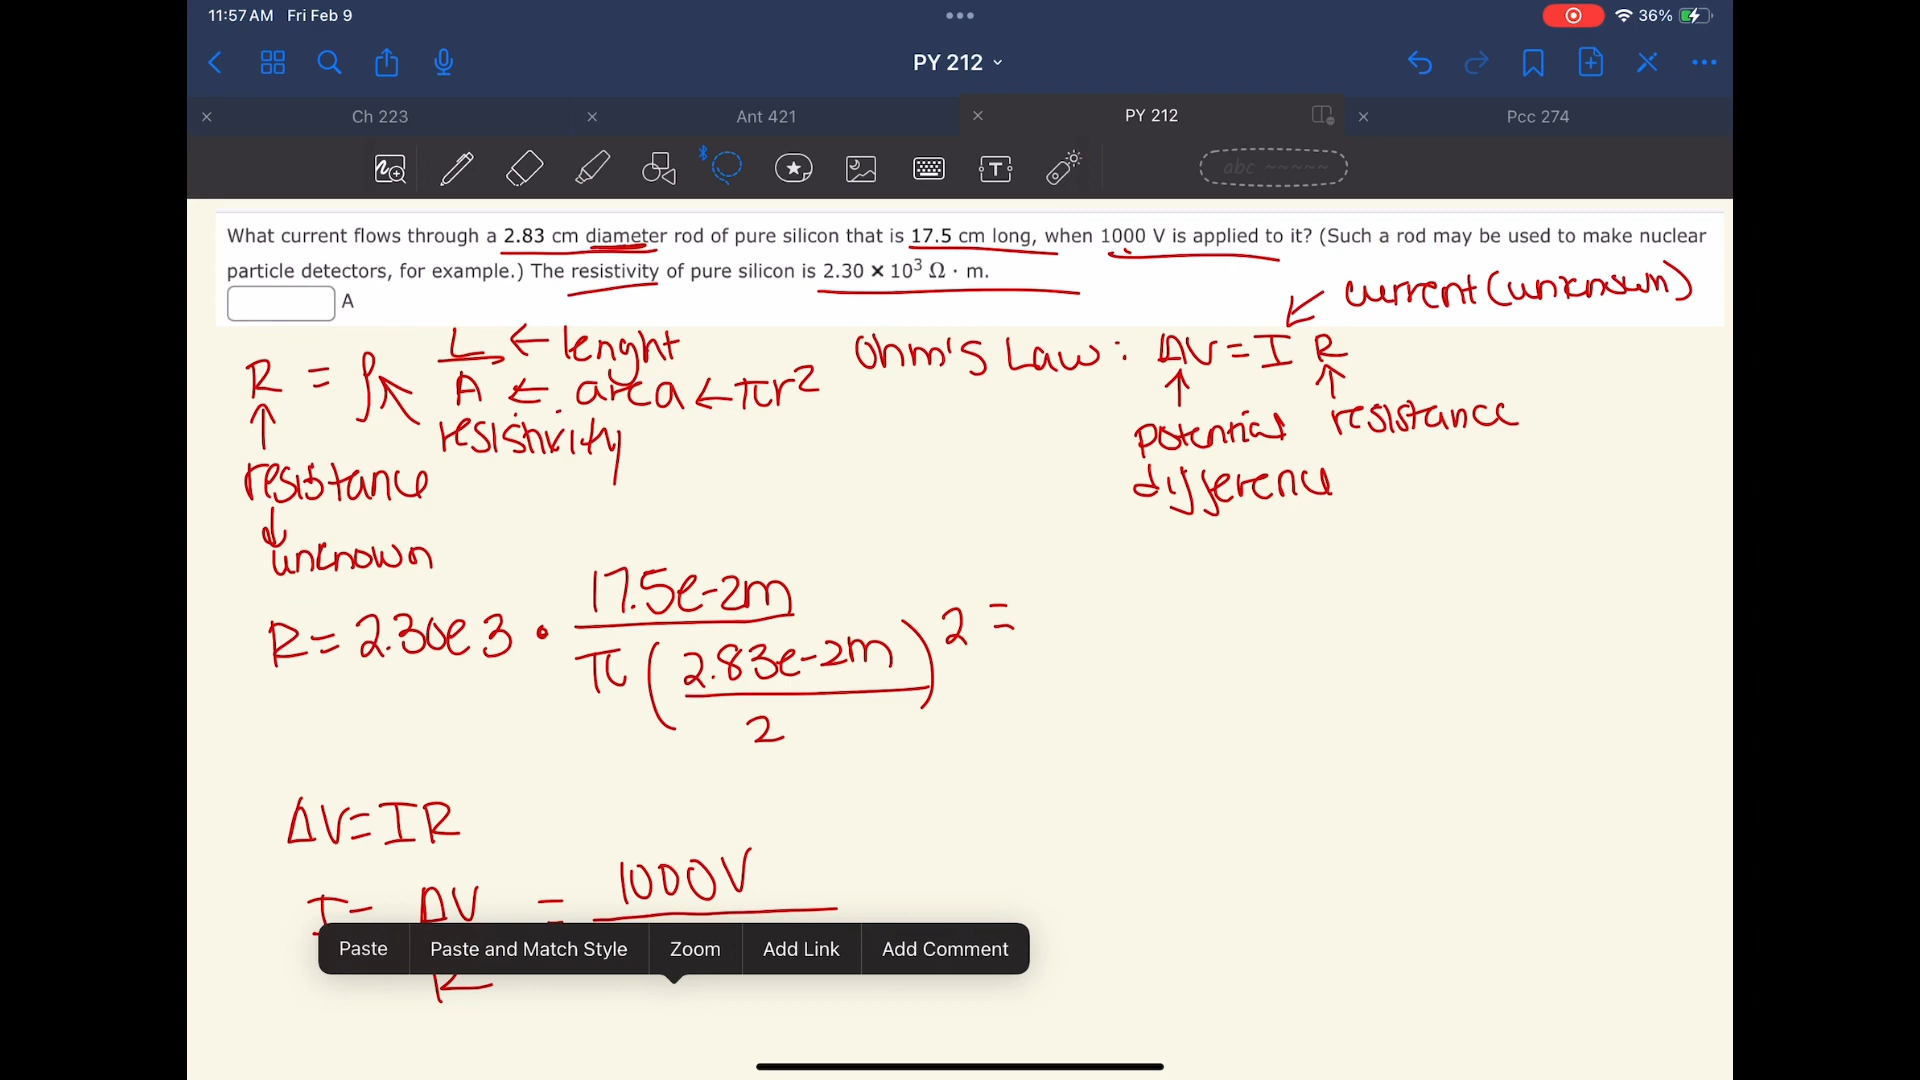 11:57 AM Fri Feb 9
36%
PY 212
Ch 223
Ant 421
PY 212
Pcc 274
abc
What current flows through a 2.83 cm diameter rod of pure silicon that is 17.5 cm long, when 1000 V is applied to it? (Such a rod may be used to make nuclear
particle detectors, for example.) The resistivity of pure silicon is 2.30 × 10³ Ω · m.
A
current (unknown)
R = ρ L/A
← lenght
← area ← πr²
resistivity
resistance
unknown
Ohm's Law: ΔV = I R
potential
difference
resistance
R = 2.30e3 • 17.5e-2m / π (2.83e-2m / 2)² =
ΔV = IR
I = ΔV / R = 1000V
Paste
Paste and Match Style
Zoom
Add Link
Add Comment